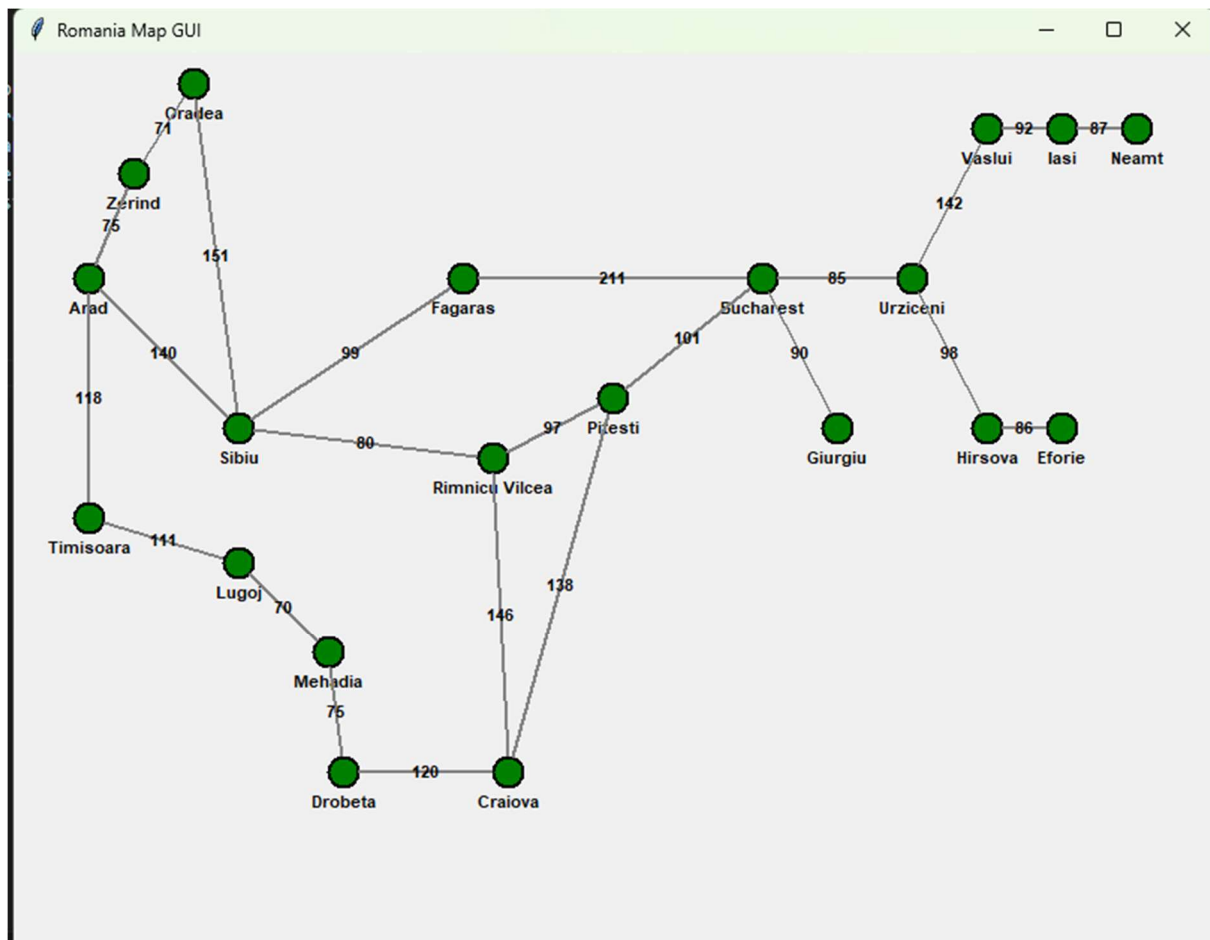 Romania Map GUI
Oradea
71
Vaslui
92
Iasi
87
Neamt
Zerind
75
142
151
211
85
Arad
Fagaras
Bucharest
Urziceni
101
140
99
90
98
118
97
Pitesti
86
80
Sibiu
Giurgiu
Hirsova
Eforie
Rimnicu Vilcea
111
Timisoara
138
Lugoj
70
146
Mehadia
75
120
Drobeta
Craiova